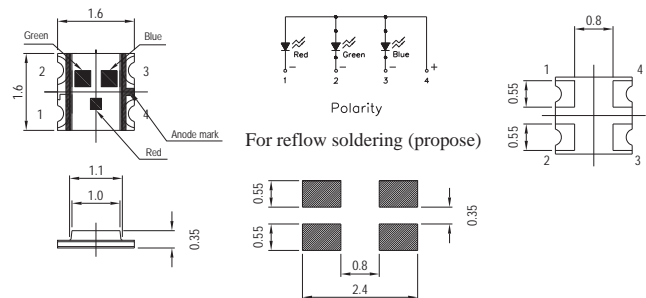 1.6
Green
Blue
1.6
2
3
1
4
Anode mark
Red
Red
Green
Blue
+
1
2
3
4
Polarity
For reflow soldering (propose)
0.8
1
4
0.55
0.55
2
3
1.1
1.0
0.35
0.55
0.55
0.35
0.8
2.4